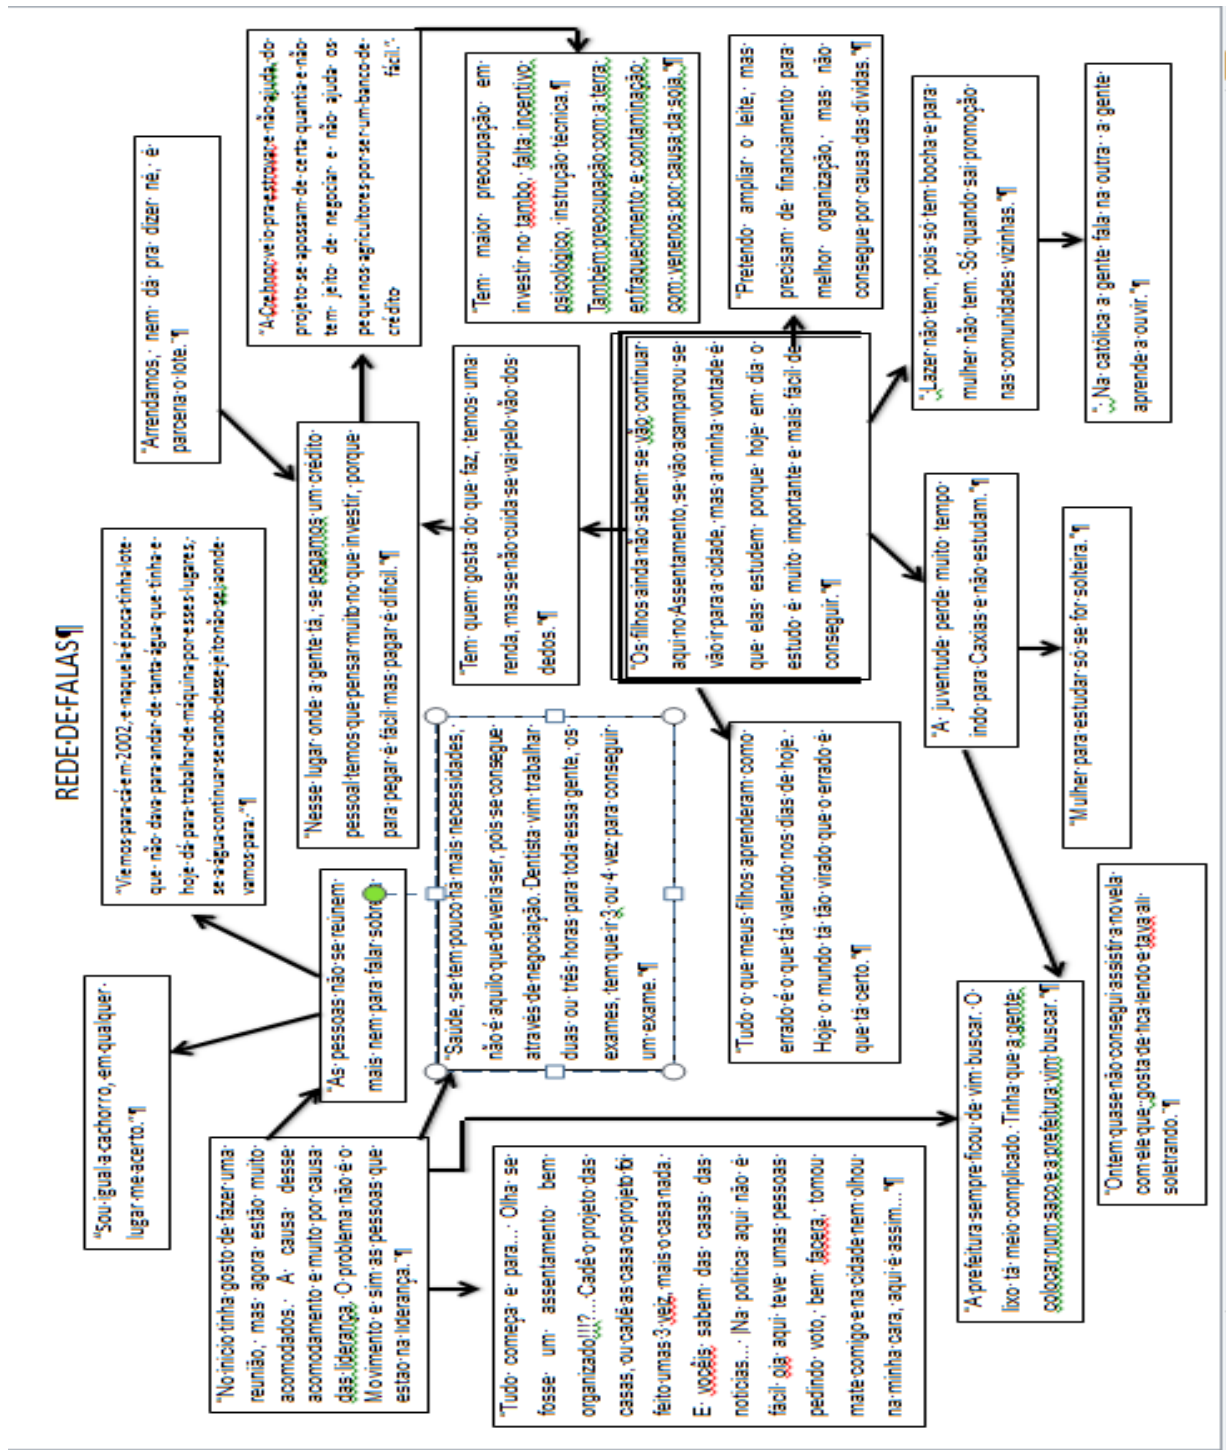 REDE·DE·FALAS¶
“Sou·igual·a·cachorro,·em·qualquer·
lugar·me·acerto.”¶
“Viemos·para·cá·em·2002,·e·naquela·época·tinha·lote·
que·não·dava·para·andar·de·tanta·água·que·tinha·e·
hoje·dá·para·trabalhar·de·máquina·por·esses·lugares,·
se·a·água·continuar·secando·desse·jeito·não·se·aonde·
vamos·para.”¶
“Arrendamos,·nem·dá·pra·dizer·né,·é·
parceria·o·lote.”¶
“No·início·tinha·gosto·de·fazer·uma·
reunião,·mas·agora·estão·muito·
acomodados.·A·causa·desse·
acomodamento·é·muito·por·causa·
das·liderança.·O·problema·não·é·o·
Movimento·e·sim·as·pessoas·que·
estão·na·liderança.”¶
“As·pessoas·não·se·reúnem·
mais·nem·para·falar·sobre·
“Nesse·lugar·onde·a·gente·tá,·se·pegamos·um·crédito·
pessoal·temos·que·pensar·muito·no·que·investir,·porque·
para·pegar·é·fácil·mas·pagar·é·difícil.”¶
“A·Crehnor·veio·pra·estrovar·e·não·ajuda,·do·
projeto·se·apossam·de·certa·quantia·e·não·
tem·jeito·de·negociar·e·não·ajuda·os·
pequenos·agricultores·por·ser·um·banco·de·
crédito fácil.”·
“Saúde,·se·tem·pouco·há·mais·necessidades,·
não·é·aquilo·que·deveria·ser,·pois·se·consegue·
através·de·negociação.·Dentista·vim·trabalhar·
duas·ou·três·horas·para·toda·essa·gente,·os·
exames,·tem·que·ir·3·ou·4·vez·para·conseguir·
um·exame.”¶
“Tem·quem·gosta·do·que·faz,·temos·uma·
renda,·mas·se·não·cuida·se·vai·pelo·vão·dos·
dedos.”¶
“Tem·maior·preocupação·em·
investir·no·tambo,·falta·incentivo·
psicológico,·instrução·técnica.¶
Também·preocupação·com·a·terra:·
enfraquecimento·e·contaminação·
com·venenos·por·causa·da·soja.”¶
“Tudo·começa·é·para...·Olha·se·
fosse·um·assentamento·bem·
organizado!!!?...·Cadê·o·projeto·das·
casas,·ou·cadê·as·casa·os·projeto·foi·
feito·umas·3·veiz,·mais·o·casa·nada.·
E·vocêis·sabem·das·casas·das·
noticias...·|Na·política·aqui·não·é·
fácil·oia·aqui·teve·umas·pessoas·
pedindo·voto,·bem·facera,·tomou·
mate·comigo·e·na·cidade·nem·olhou·
na·minha·cara,·aqui·é·assim...”¶
“Os·filhos·ainda·não·sabem·se·vão·continuar·
aqui·no·Assentamento,·se·vão·acampar·ou·se·
vão·ir·para·a·cidade,·mas·a·minha·vontade·é·
que·elas·estudem·porque·hoje·em·dia·o·
estudo·é·muito·importante·e·mais·fácil·de·
conseguir.”¶
“Tudo·o·que·meus·filhos·aprenderam·como·
errado·é·o·que·tá·valendo·nos·dias·de·hoje.·
Hoje·o·mundo·tá·tão·virado·que·o·errado·é·
que·tá·certo.”¶
“Pretendo·ampliar·o·leite,·mas·
precisam·de·financiamento·para·
melhor·organização,·mas·não·
consegue·por·causa·das·dívidas.”¶
“·Lazer·não·tem,·pois·só·tem·bocha·e·para·
mulher·não·tem.·Só·quando·sai·promoção·
nas·comunidades·vizinhas.”¶
“A·juventude·perde·muito·tempo·
indo·para·Caxias·e·não·estudam.”¶
“A·prefeitura·sempre·ficou·de·vim·buscar.·O·
lixo·tá·meio·complicado.·Tinha·que·a·gente·
colocar·num·saco·e·a·prefeitura·vim·buscar.”¶
“Mulher·para·estudar·só·se·for·solteira.”¶
“·Na·católica·a·gente·fala·na·outra··a·gente·
aprende·a·ouvir.”¶
“Ontem·quase·não·consegui·assistir·a·novela·
com·ele·que·gosta·de·fica·lendo·e·tava·ali·
soletrando.”¶